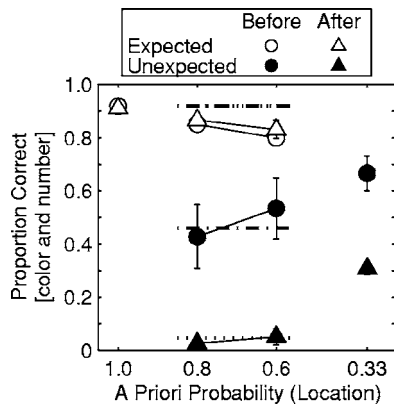 Before After
Expected
Unexpected
Proportion Correct
[color and number]
1
0.8
0.6
0.4
0.2
0
1.0 0.8 0.6 0.33
A Priori Probability (Location)